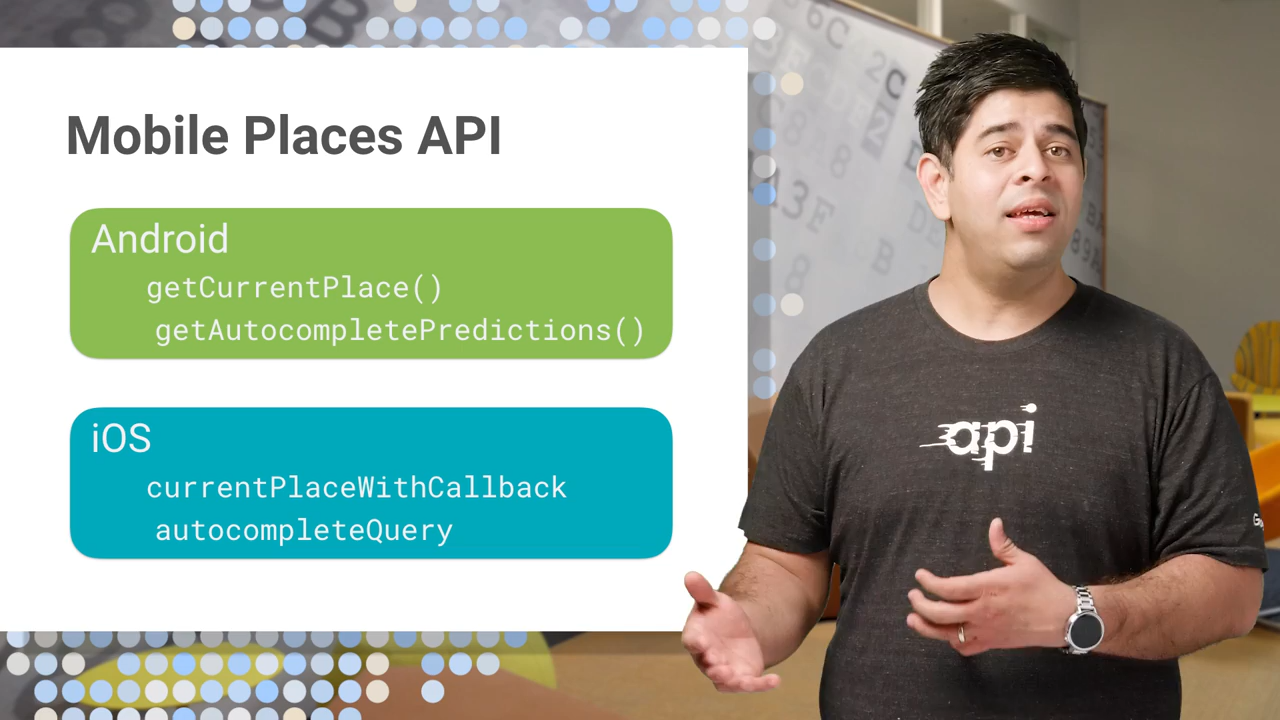 Mobile Places API
Android
getCurrentPlace()
getAutocompletePredictions()
iOS
currentPlaceWithCallback
autocompleteQuery
api